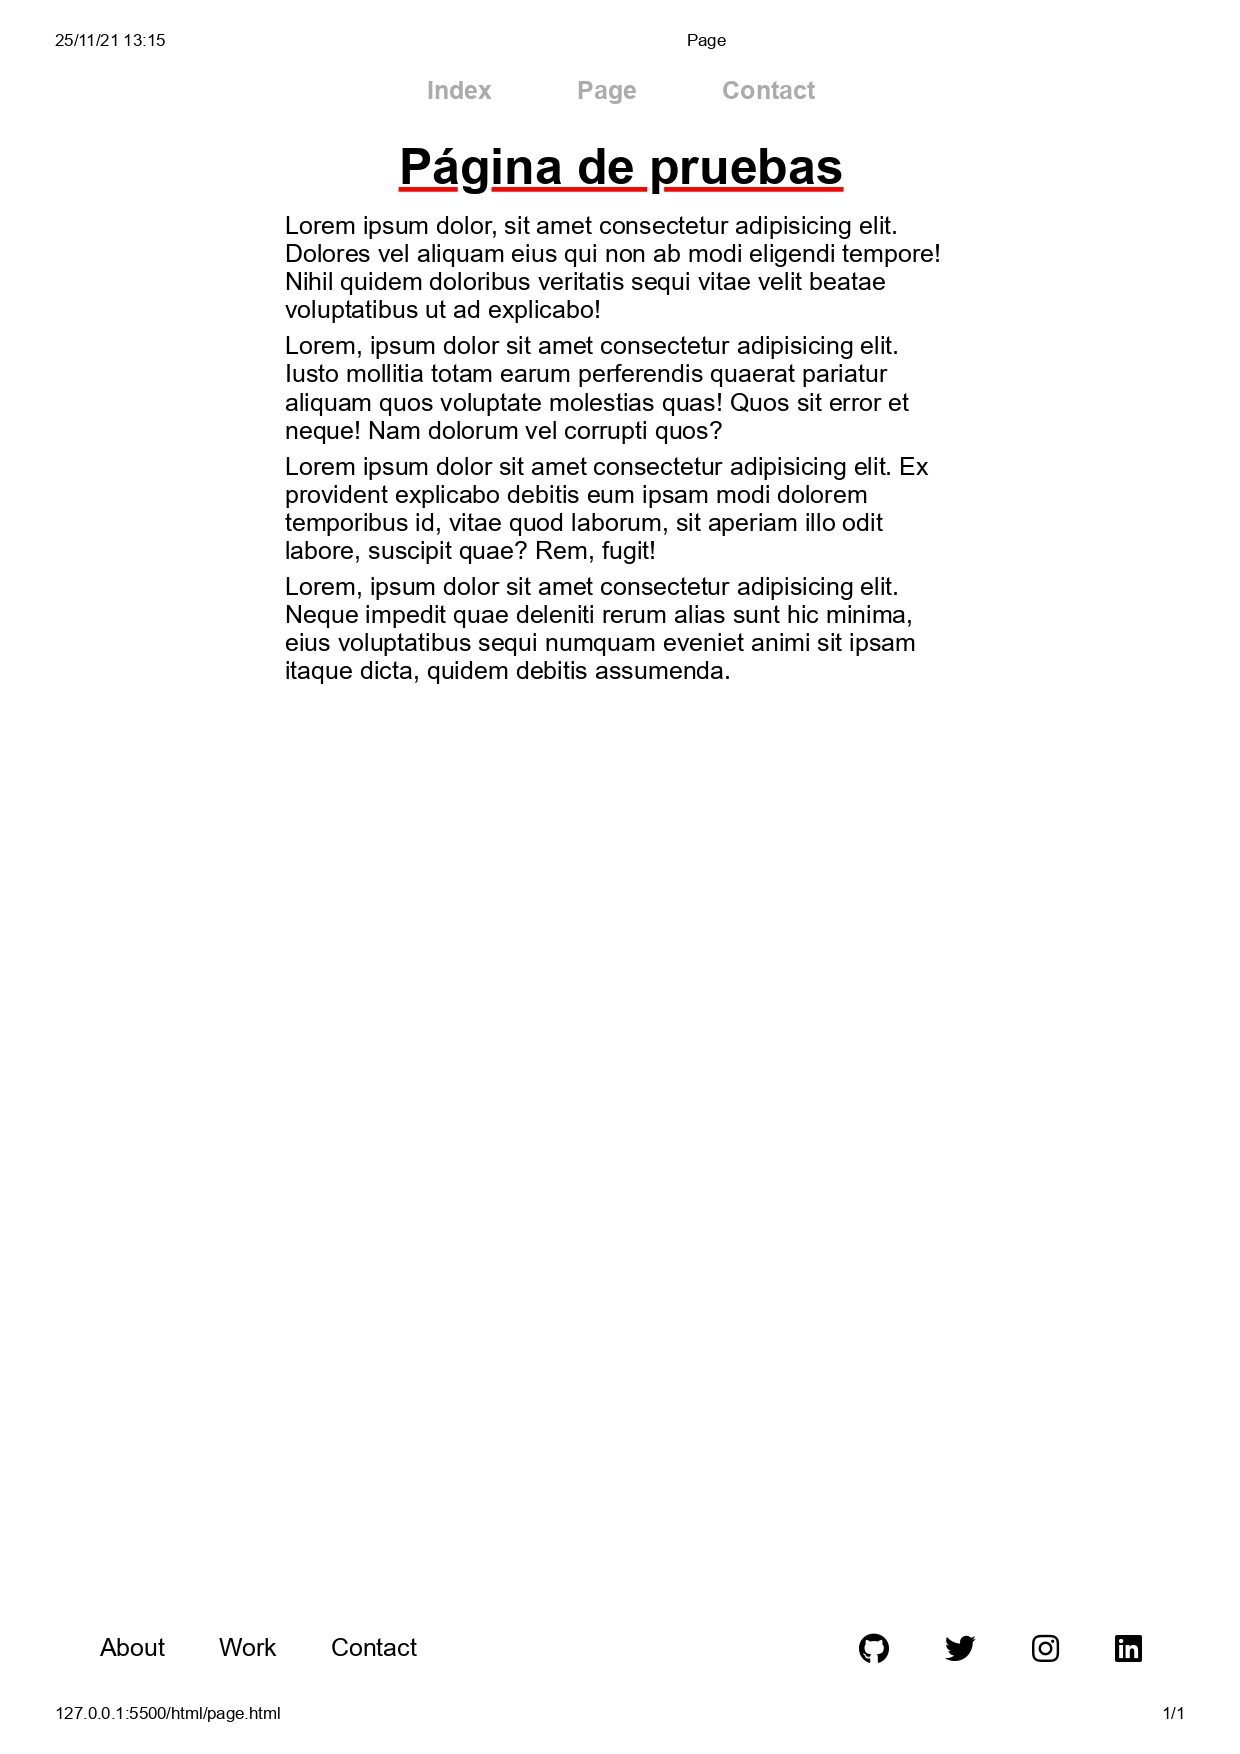 25/11/21 13:15 Page
Index Page Contact
Página de pruebas
Lorem ipsum dolor, sit amet consectetur adipisicing elit.
Dolores vel aliquam eius qui non ab modi eligendi tempore!
Nihil quidem doloribus veritatis sequi vitae velit beatae
voluptatibus ut ad explicabo!
Lorem, ipsum dolor sit amet consectetur adipisicing elit.
Iusto mollitia totam earum perferendis quaerat pariatur
aliquam quos voluptate molestias quas! Quos sit error et
neque! Nam dolorum vel corrupti quos?
Lorem ipsum dolor sit amet consectetur adipisicing elit. Ex
provident explicabo debitis eum ipsam modi dolorem
temporibus id, vitae quod laborum, sit aperiam illo odit
labore, suscipit quae? Rem, fugit!
Lorem, ipsum dolor sit amet consectetur adipisicing elit.
Neque impedit quae deleniti rerum alias sunt hic minima,
eius voluptatibus sequi numquam eveniet animi sit ipsam
itaque dicta, quidem debitis assumenda.
About Work Contact in
127.0.0.1:5500/html/page.html 1/1